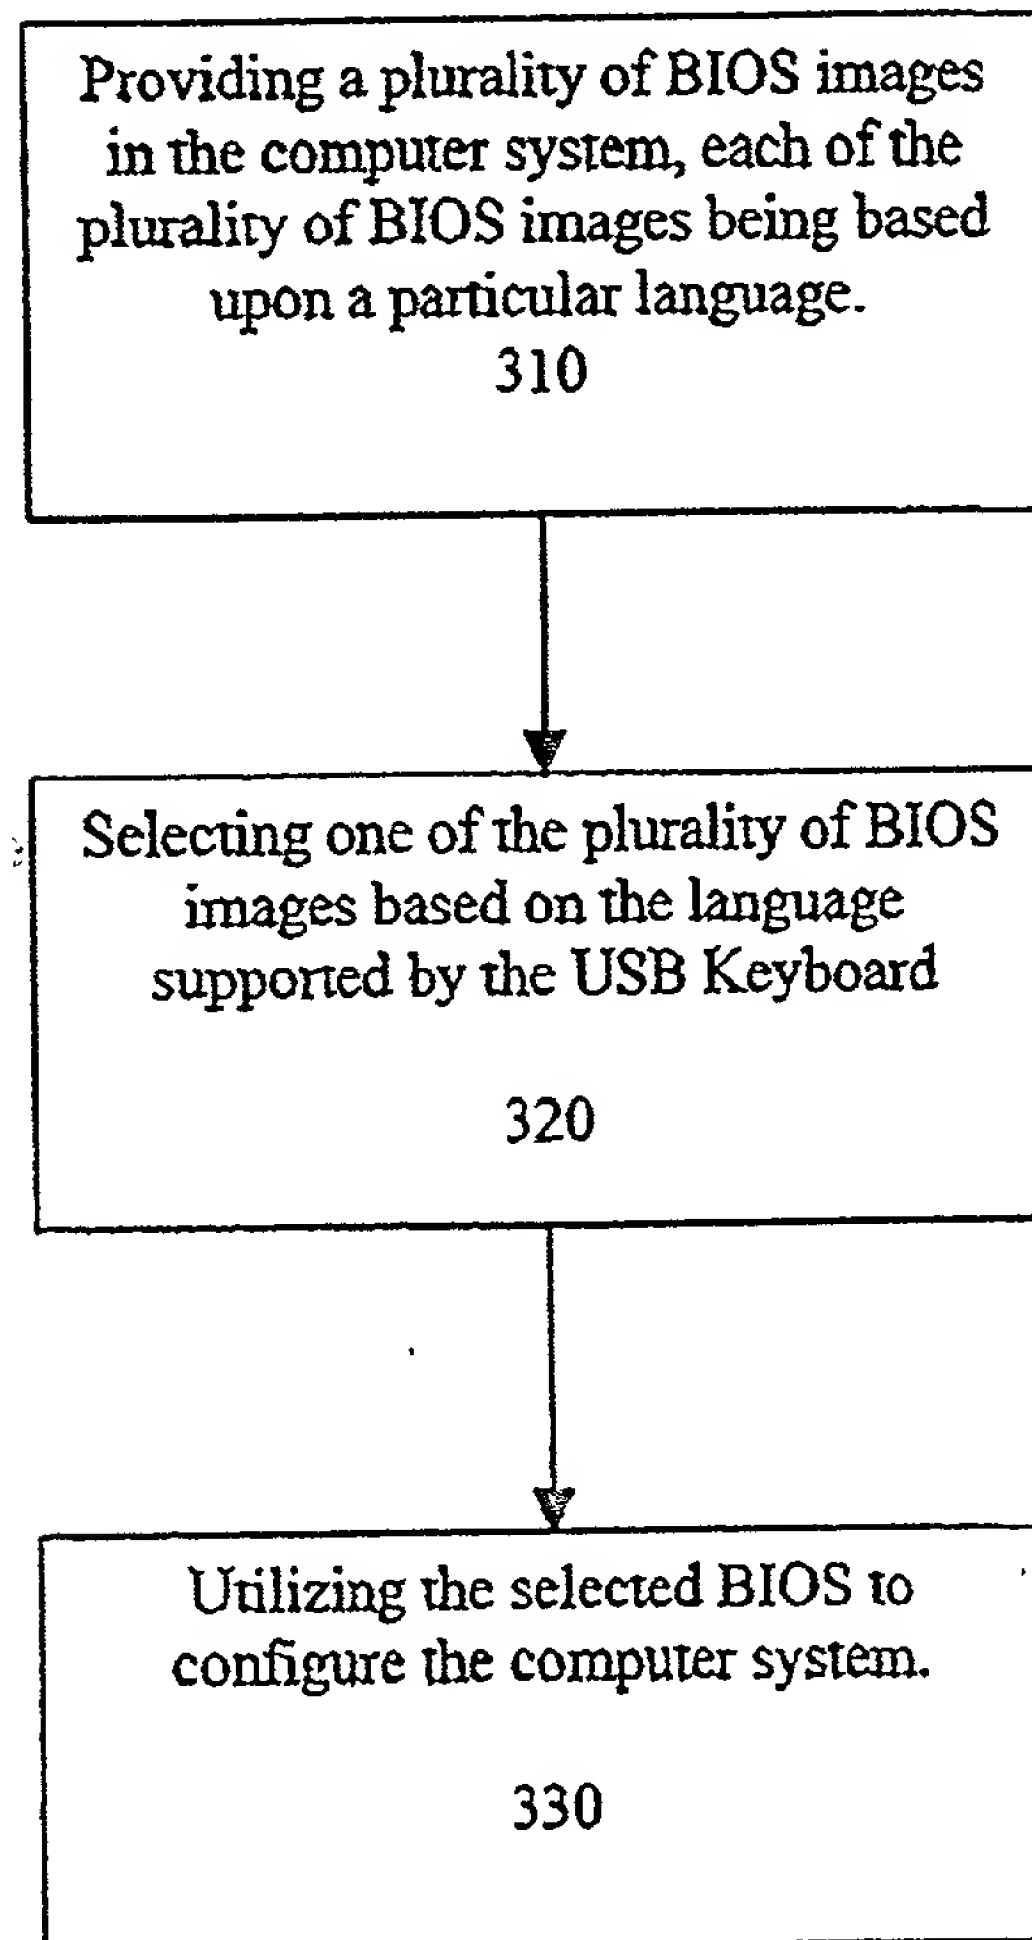 Providing a plurality of BIOS images
in the computer system, each of the
plurality of BIOS images being based
upon a particular language.
310
Selecting one of the plurality of BIOS
images based on the language
supported by the USB Keyboard
320
Utilizing the selected BIOS to
configure the computer system.
330